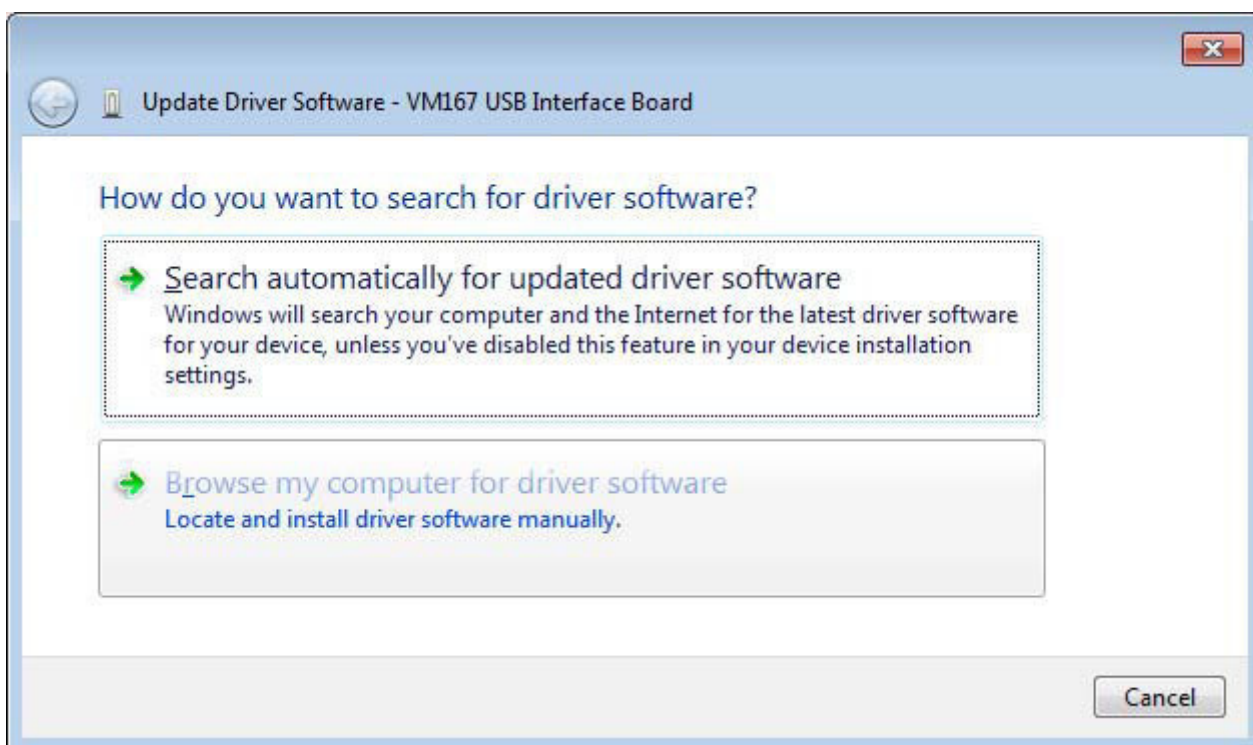 Update Driver Software - VM167 USB Interface Board
How do you want to search for driver software?
Search automatically for updated driver software
Windows will search your computer and the Internet for the latest driver software
for your device, unless you've disabled this feature in your device installation
settings.
Browse my computer for driver software
Locate and install driver software manually.
Cancel